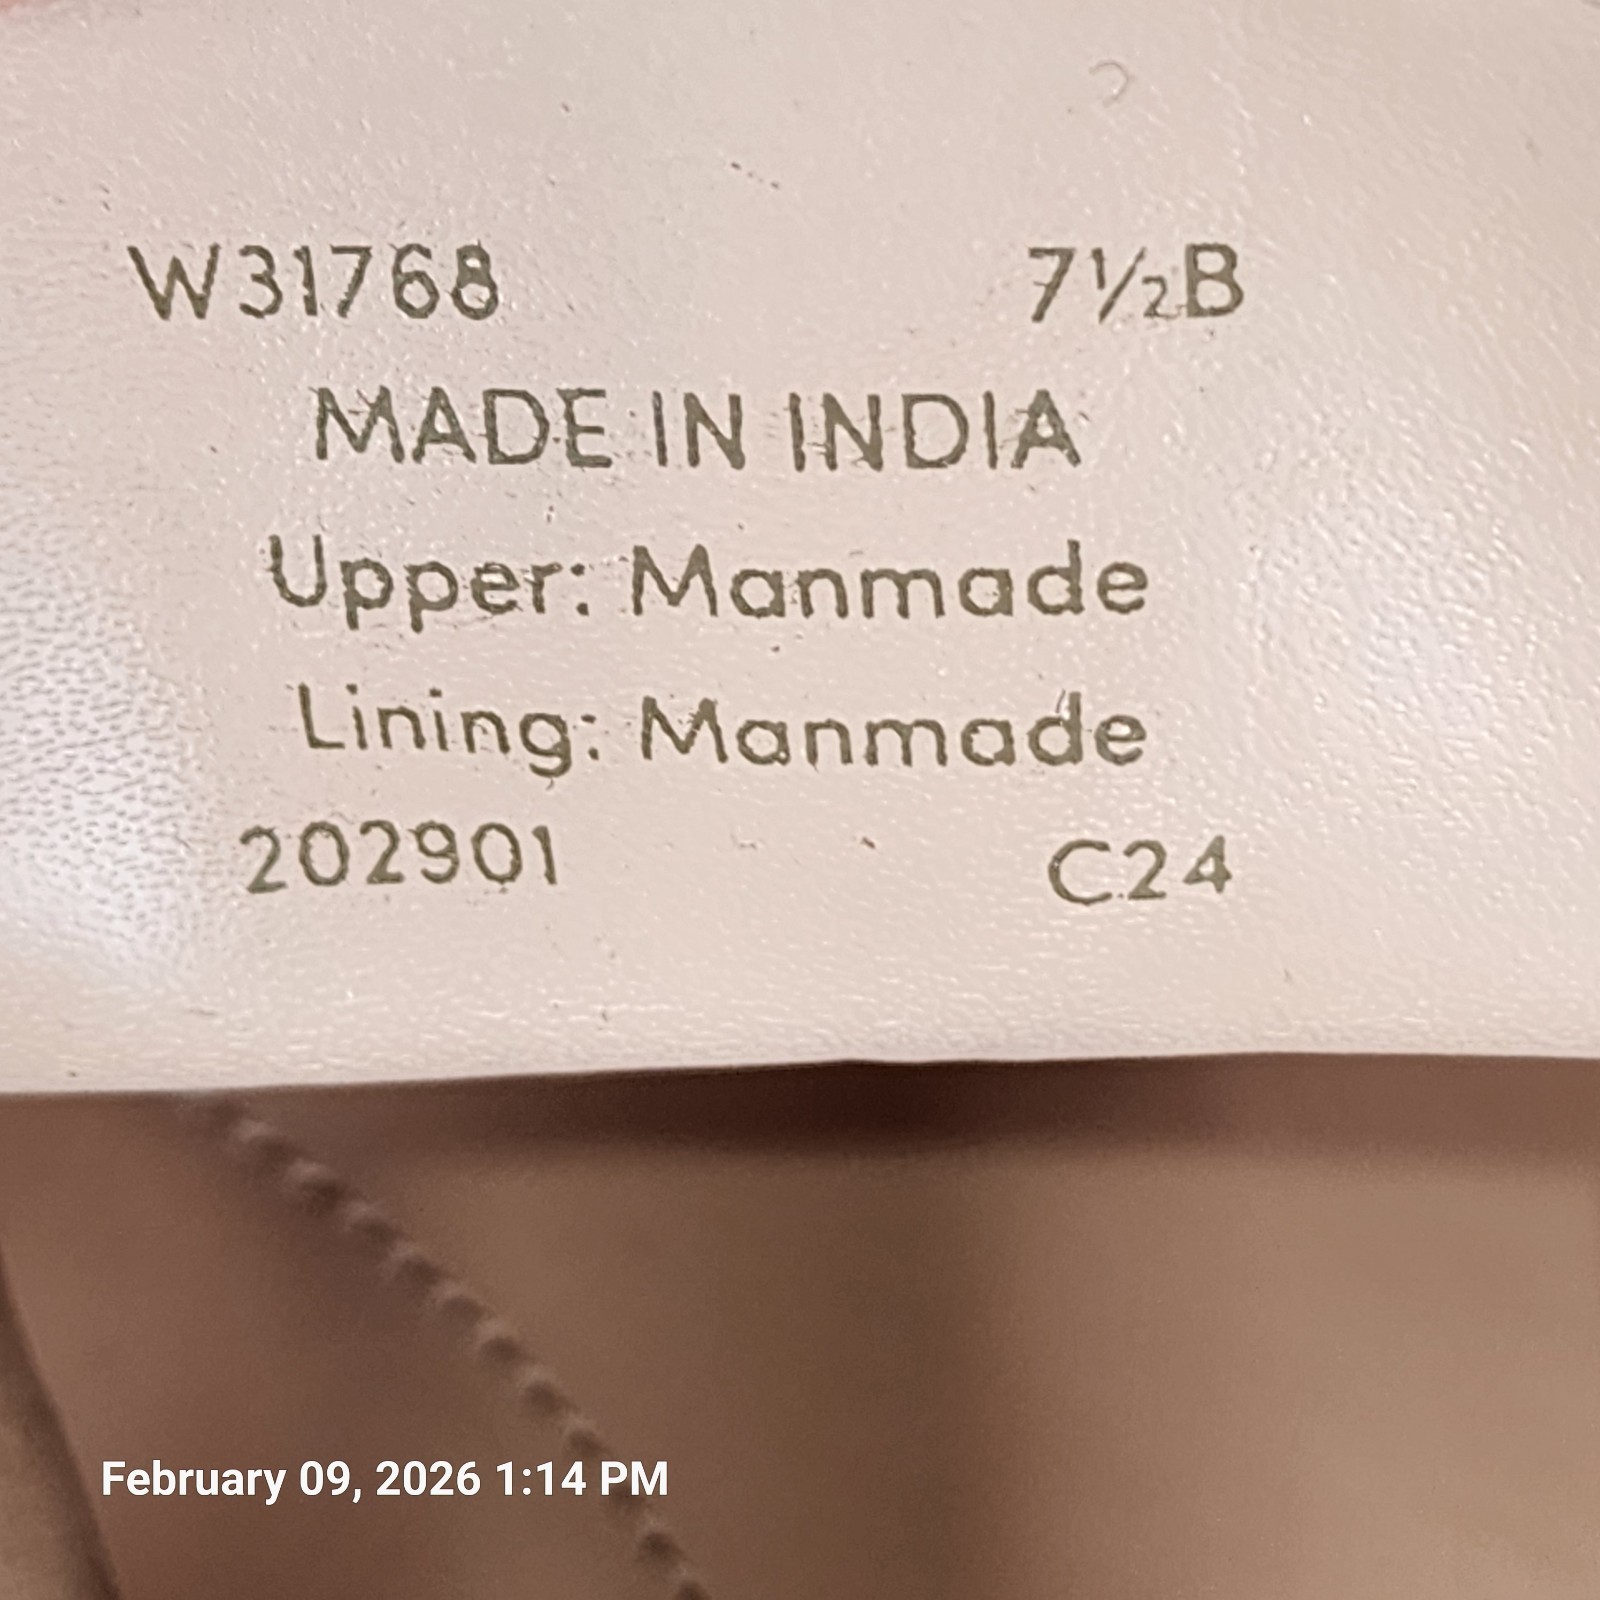 W31768 7½B
MADE IN INDIA
Upper: Manmade
Lining: Manmade
202901 C24
February 09, 2026 1:14 PM